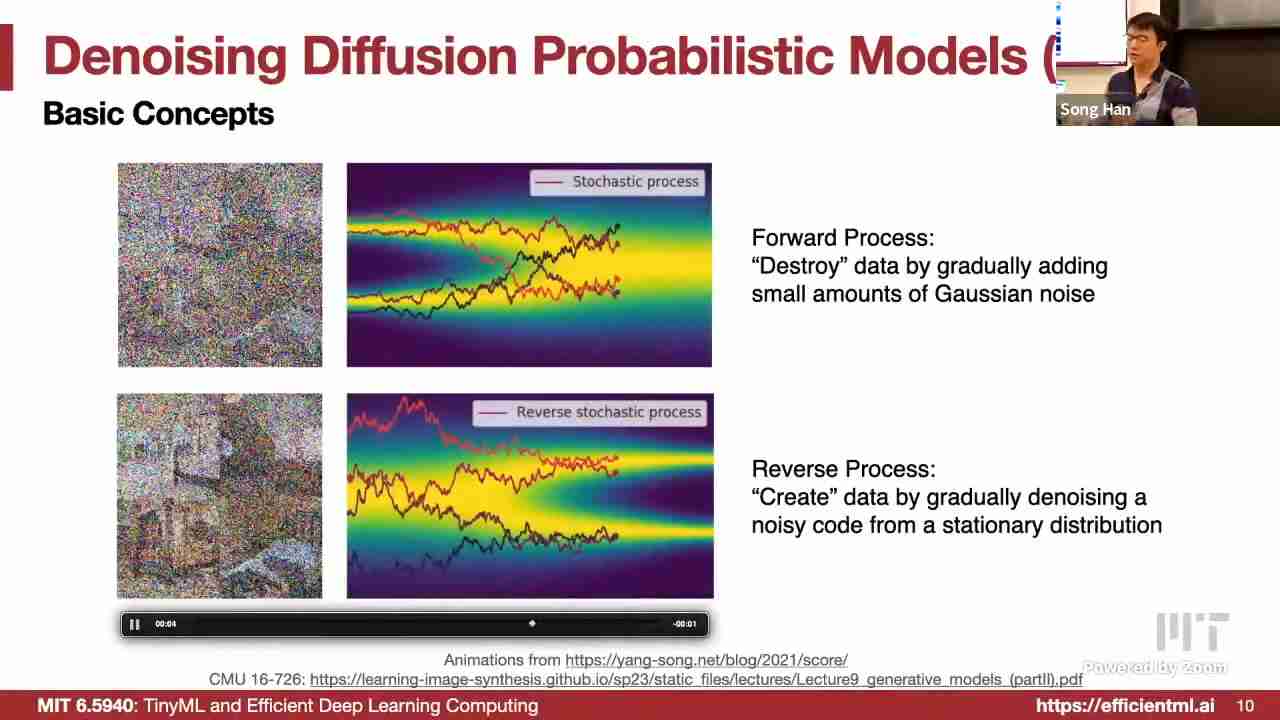 Denoising Diffusion Probabilistic Models (
Basic Concepts
Song Han
Stochastic process
Forward Process:
“Destroy” data by gradually adding
small amounts of Gaussian noise
Reverse stochastic process
Reverse Process:
“Create” data by gradually denoising a
noisy code from a stationary distribution
00:04
-00:01
MIT
Powered by Zoom
Animations from https://yang-song.net/blog/2021/score/
CMU 16-726: https://learning-image-synthesis.github.io/sp23/static_files/lectures/Lecture9_generative_models_(partII).pdf
MIT 6.5940: TinyML and Efficient Deep Learning Computing
https://efficientml.ai
10